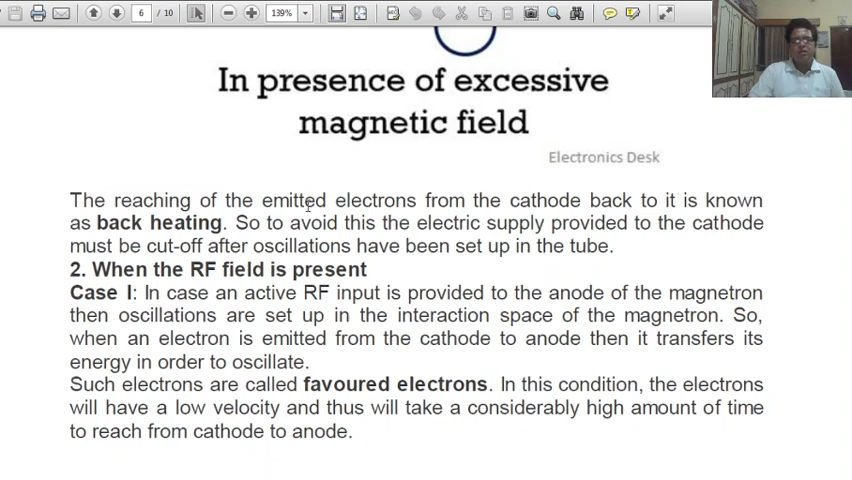 6 / 10 139%
In presence of excessive
magnetic field
Electronics Desk
The reaching of the emitted electrons from the cathode back to it is known
as back heating. So to avoid this the electric supply provided to the cathode
must be cut-off after oscillations have been set up in the tube.
2. When the RF field is present
Case I: In case an active RF input is provided to the anode of the magnetron
then oscillations are set up in the interaction space of the magnetron. So,
when an electron is emitted from the cathode to anode then it transfers its
energy in order to oscillate.
Such electrons are called favoured electrons. In this condition, the electrons
will have a low velocity and thus will take a considerably high amount of time
to reach from cathode to anode.